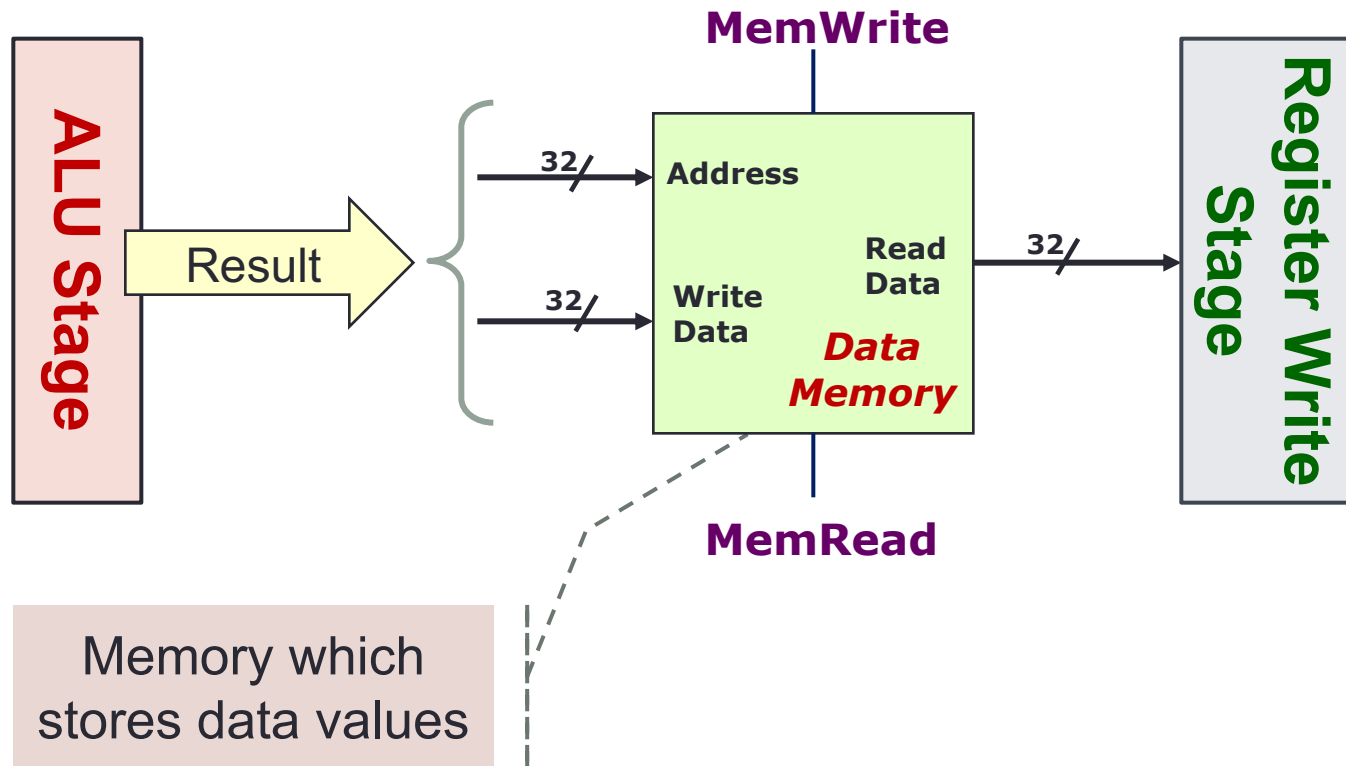 MemWrite
ALU Stage
Result
32
Address
32
Write
Data
Read
Data
Data
Memory
32
Register Write
Stage
MemRead
Memory which
stores data values